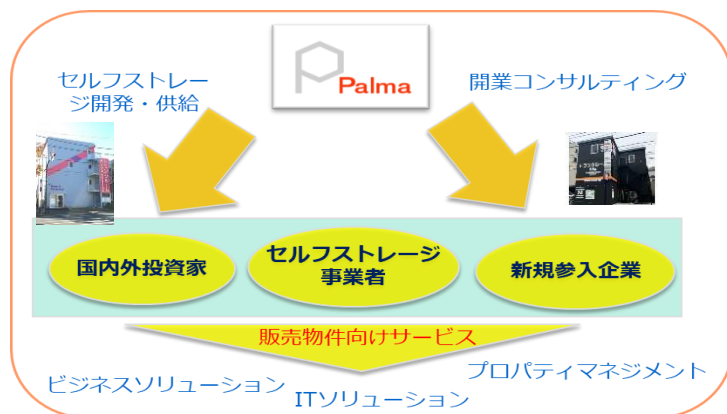 Palma
セルフストレー
ジ開発・供給
開業コンサルティング
国内外投資家
セルフストレージ
事業者
新規参入企業
販売物件向けサービス
ビジネスソリューション
ITソリューション
プロパティマネジメント